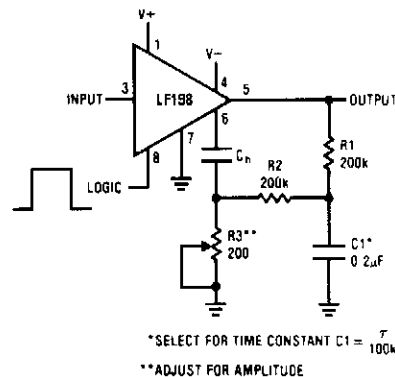 V+
V−
1
4
5
INPUT
3
LF198
OUTPUT
6
7
8
LOGIC
Ch
R1
200k
R2
200k
R3**
200
C1*
0.2µF
*SELECT FOR TIME CONSTANT C1 = τ / 100k
**ADJUST FOR AMPLITUDE